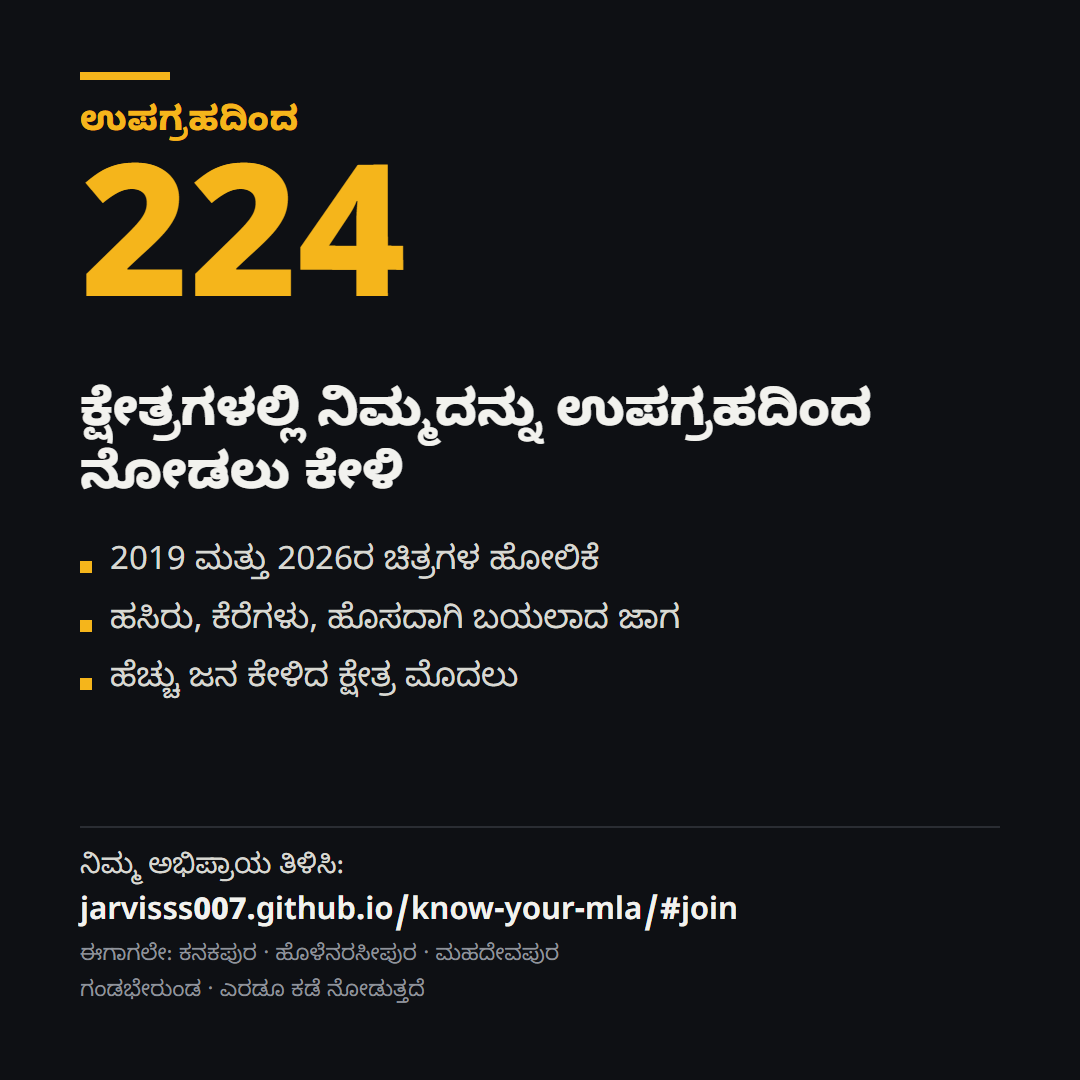 ಉಪಗ್ರಹದಿಂದ
224
ಕ್ಷೇತ್ರಗಳಲ್ಲಿ ನಿಮ್ಮದನ್ನು ಉಪಗ್ರಹದಿಂದ
ನೋಡಲು ಕೇಳಿ
2019 ಮತ್ತು 2026ರ ಚಿತ್ರಗಳ ಹೋಲಿಕೆ
ಹಸಿರು, ಕೆರೆಗಳು, ಹೊಸದಾಗಿ ಬಯಲಾದ ಜಾಗ
ಹೆಚ್ಚು ಜನ ಕೇಳಿದ ಕ್ಷೇತ್ರ ಮೊದಲು
ನಿಮ್ಮ ಅಭಿಪ್ರಾಯ ತಿಳಿಸಿ:
jarvisss007.github.io/know-your-mla/#join
ಈಗಾಗಲೇ: ಕನಕಪುರ · ಹೊಳೆನರಸೀಪುರ · ಮಹದೇವಪುರ
ಗಂಡಭೇರುಂಡ · ಎರಡೂ ಕಡೆ ನೋಡುತ್ತದೆ